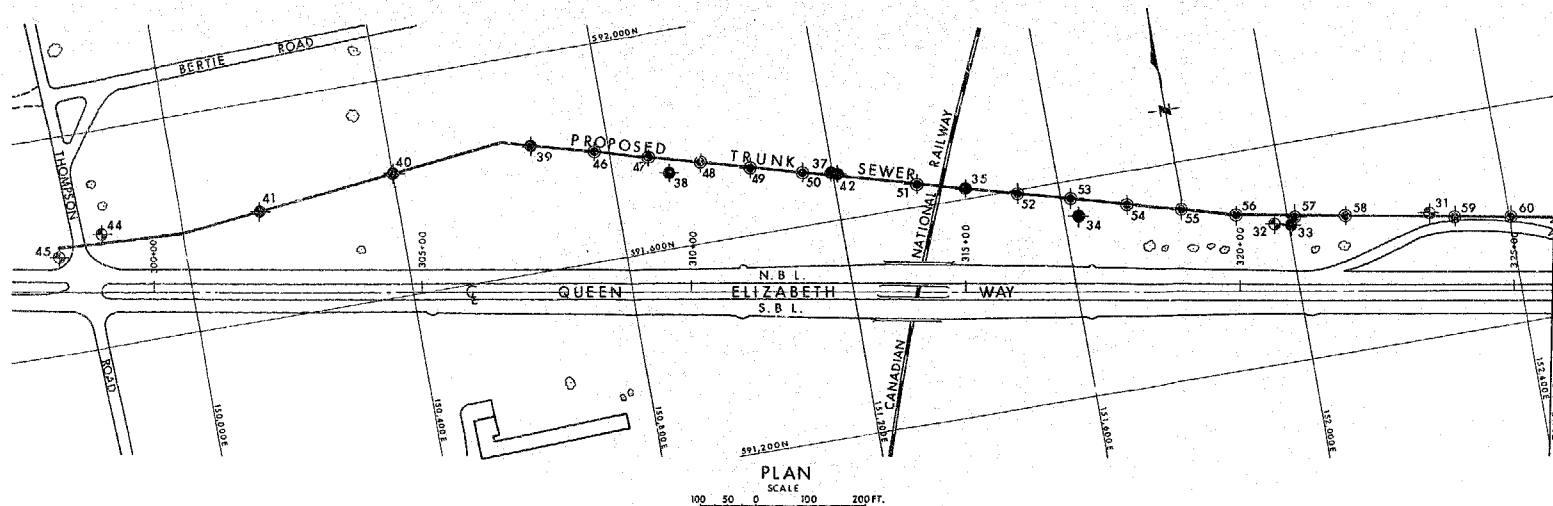 592,000N
BERTIE ROAD
N
THOMPSON
ROAD
PROPOSED TRUNK SEWER
CANADIAN NATIONAL RAILWAY
39
46
47
38
48
49
50
37
42
51
35
52
53
34
54
55
56
57
58
31
59
60
32
33
40
41
44
45
300+00
305+00
310+00
315+00
320+00
325+00
591,600N
N.B.L.
℄ QUEEN ELIZABETH WAY
S.B.L.
150,000E
150,400E
150,800E
151,200E
151,600E
152,000E
152,400E
591,200N
PLAN
SCALE
100 50 0 100 200 FT.